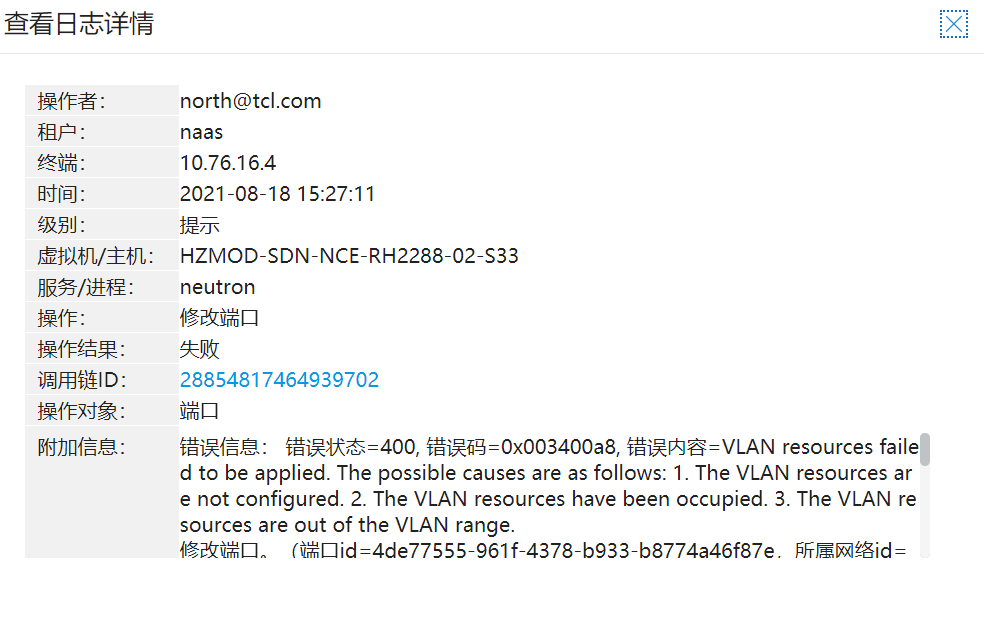 查看日志详情
操作者： north@tcl.com
租户： naas
终端： 10.76.16.4
时间： 2021-08-18 15:27:11
级别： 提示
虚拟机/主机： HZMOD-SDN-NCE-RH2288-02-S33
服务/进程： neutron
操作： 修改端口
操作结果： 失败
调用链ID： 28854817464939702
操作对象： 端口
附加信息： 错误信息： 错误状态=400, 错误码=0x003400a8, 错误内容=VLAN resources faile
d to be applied. The possible causes are as follows: 1. The VLAN resources ar
e not configured. 2. The VLAN resources have been occupied. 3. The VLAN re
sources are out of the VLAN range.
修改端口。（端口id=4de77555-961f-4378-b933-b8774a46f87e，所属网络id=